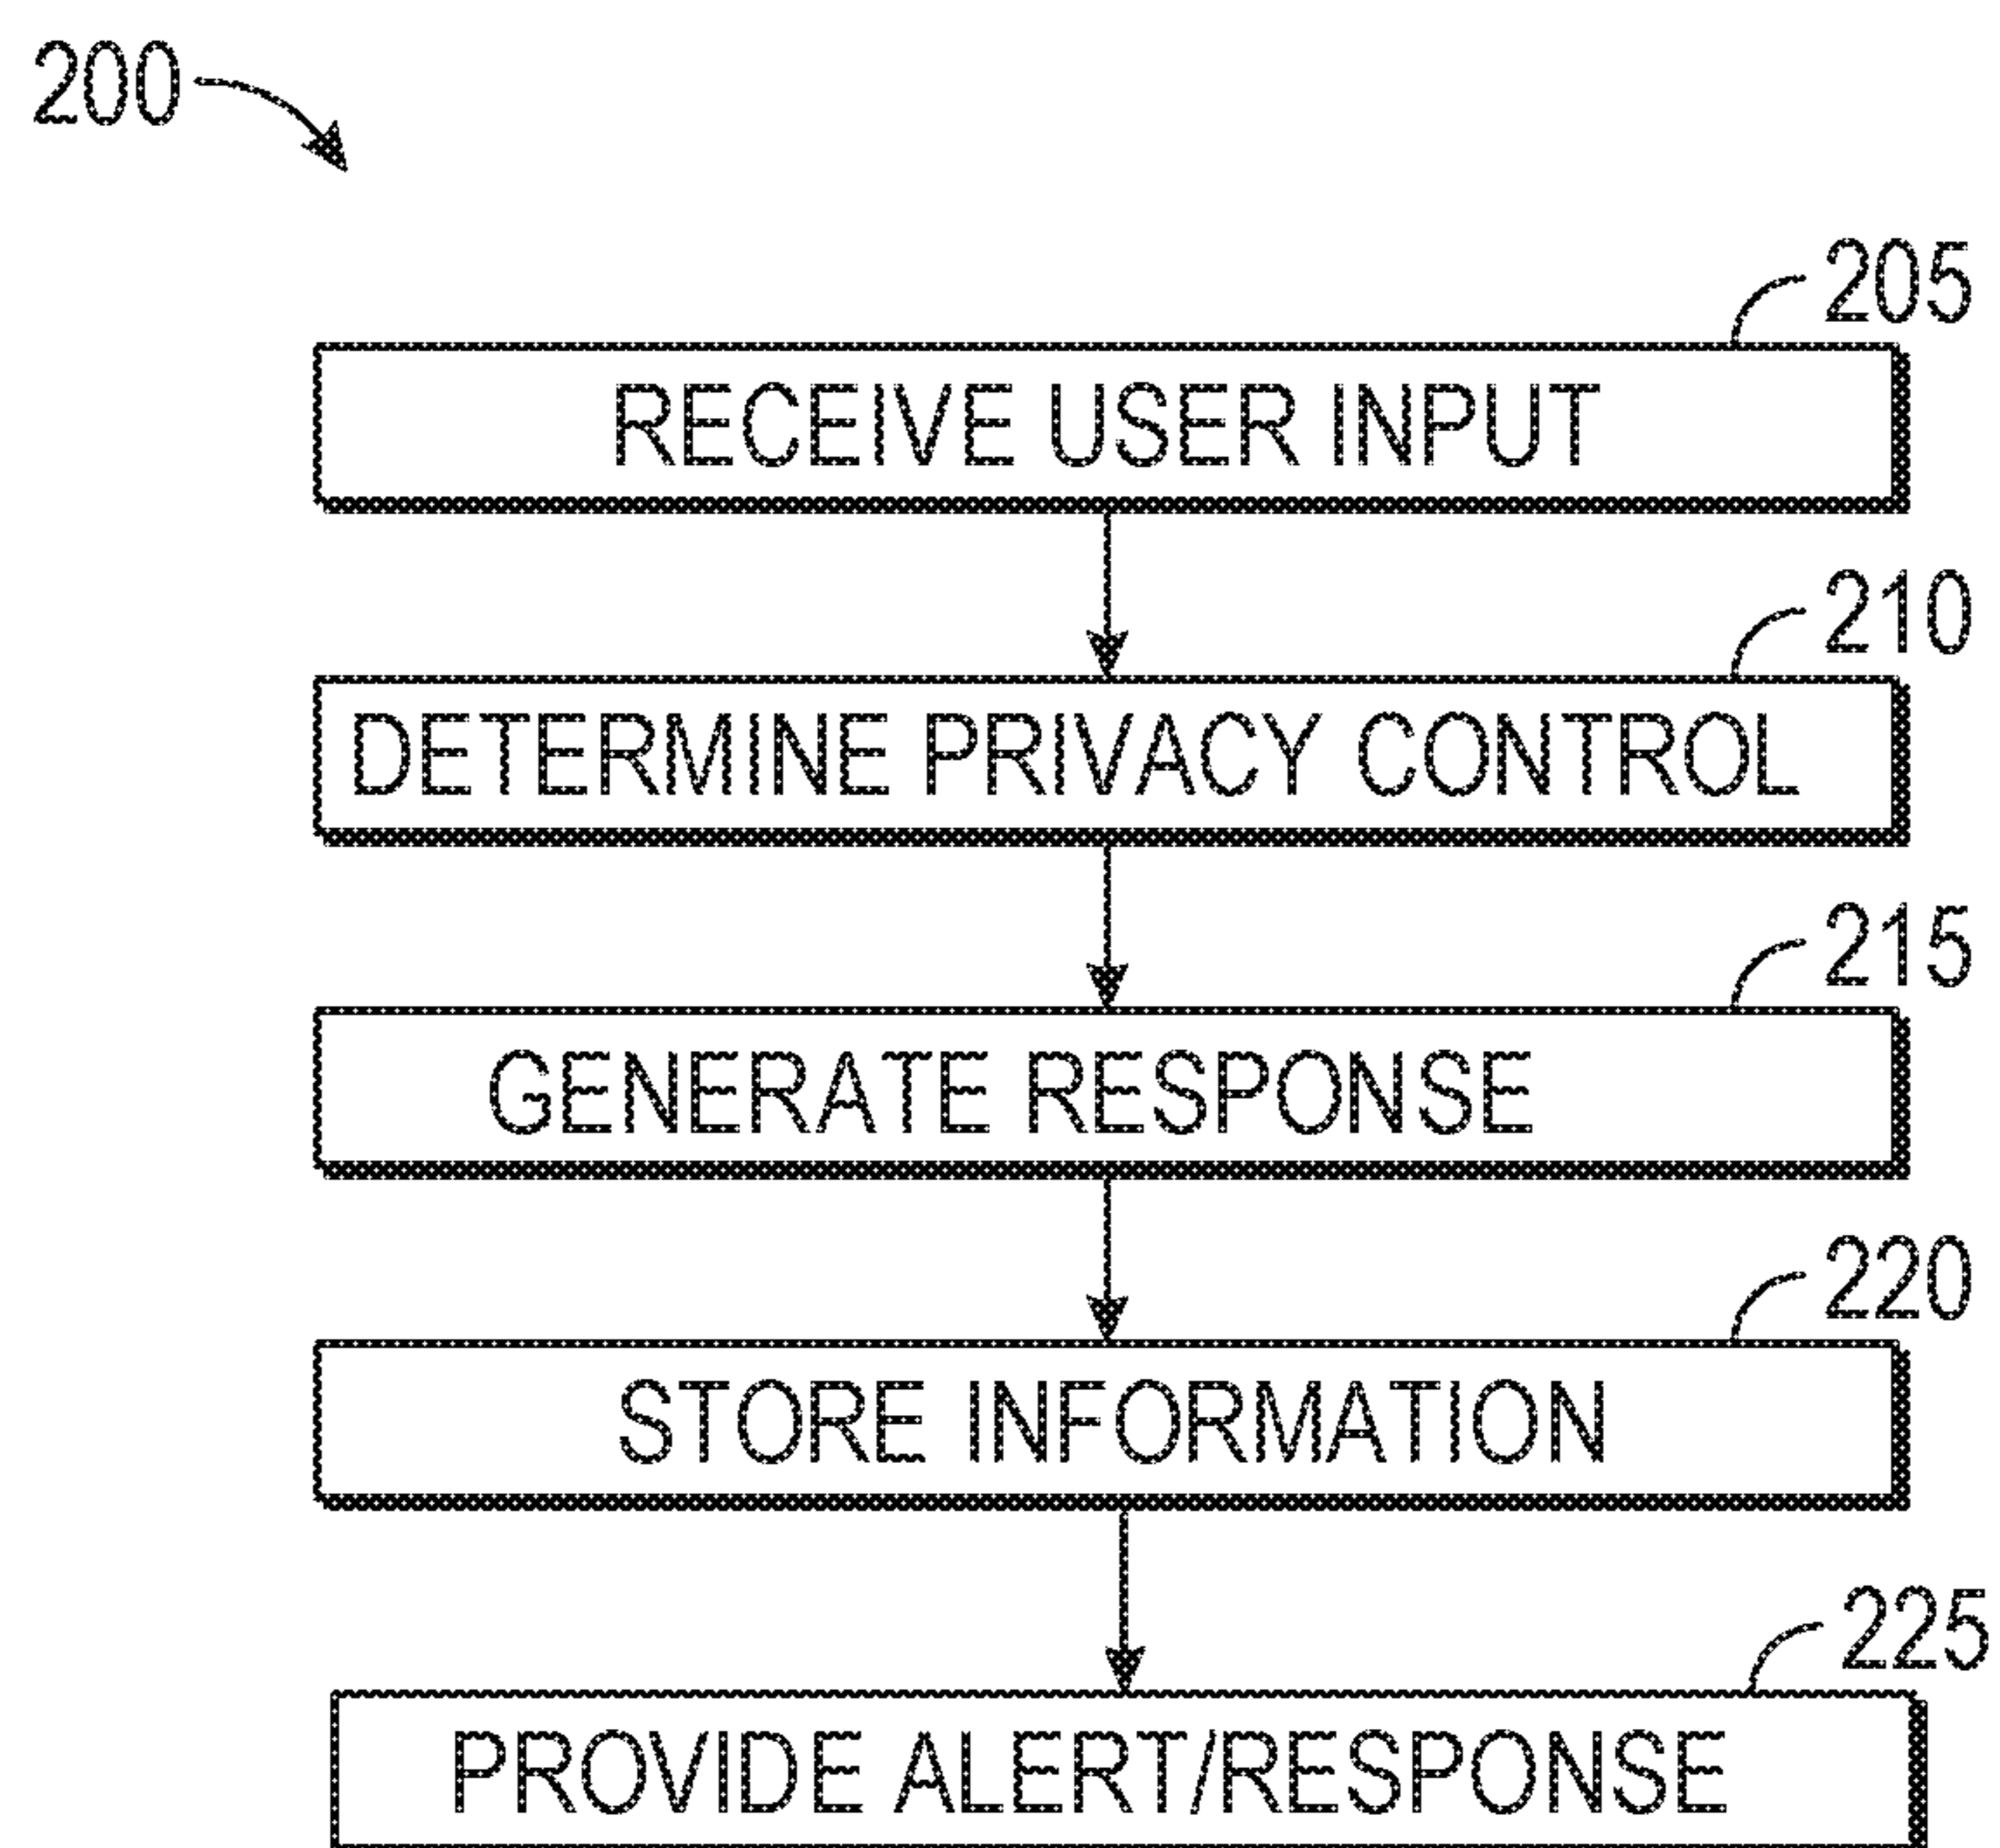 200
205
RECEIVE USER INPUT
210
DETERMINE PRIVACY CONTROL
215
GENERATE RESPONSE
220
STORE INFORMATION
225
PROVIDE ALERT/RESPONSE